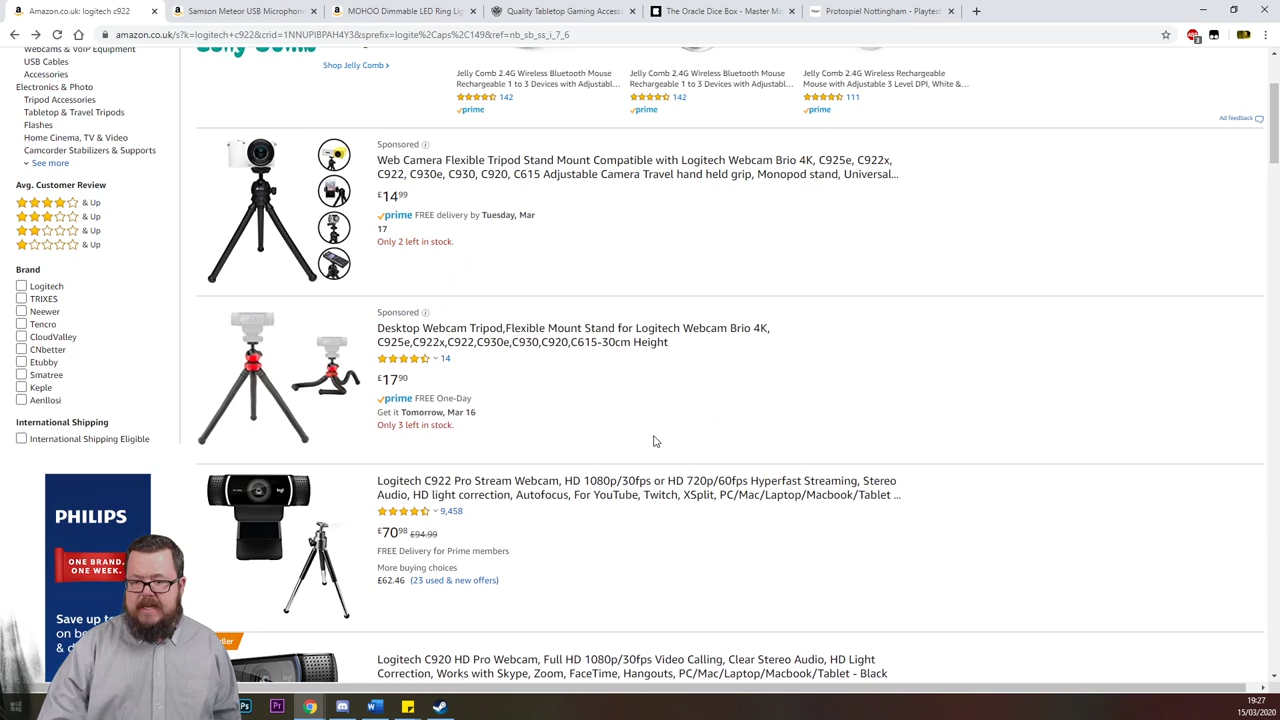 Amazon.co.uk: logitech c922
Samson Meteor USB Microphone
MOHOO Dimmable LED Ring Lig
Quality Tabletop Gaming Access
The Oracle Dice Box - Master Mo
Protospiel Nottingham - Playtest
amazon.co.uk/s?k=logitech+c922&crid=1NNUPIBPAH4Y3&sprefix=logite%2Caps%2C149&ref=nb_sb_ss_i_7_6
Webcams & VoIP Equipment
USB Cables
Accessories
Electronics & Photo
Tripod Accessories
Tabletop & Travel Tripods
Flashes
Home Cinema, TV & Video
Camcorder Stabilizers & Supports
See more
Avg. Customer Review
& Up
& Up
& Up
& Up
Brand
Logitech
TRIXES
Neewer
Tencro
CloudValley
CNbetter
Etubby
Smatree
Keple
Aenllosi
International Shipping
International Shipping Eligible
PHILIPS
ONE BRAND.
ONE WEEK.
Save up to
on b
&
Jelly Comb
Shop Jelly Comb
Jelly Comb 2.4G Wireless Bluetooth Mouse
Rechargeable 1 to 3 Devices with Adjustabl...
142
prime
Jelly Comb 2.4G Wireless Bluetooth Mouse
Rechargeable 1 to 3 Devices with Adjustabl...
142
prime
Jelly Comb 2.4G Wireless Rechargeable
Mouse with Adjustable 3 Level DPI, White &...
111
prime
Ad feedback
Sponsored
Web Camera Flexible Tripod Stand Mount Compatible with Logitech Webcam Brio 4K, C925e, C922x,
C922, C930e, C930, C920, C615 Adjustable Camera Travel hand held grip, Monopod stand, Universal...
£14.99
prime FREE delivery by Tuesday, Mar
17
Only 2 left in stock.
Sponsored
Desktop Webcam Tripod,Flexible Mount Stand for Logitech Webcam Brio 4K,
C925e,C922x,C922,C930e,C930,C920,C615-30cm Height
14
£17.90
prime FREE One-Day
Get it Tomorrow, Mar 16
Only 3 left in stock.
Logitech C922 Pro Stream Webcam, HD 1080p/30fps or HD 720p/60fps Hyperfast Streaming, Stereo
Audio, HD light correction, Autofocus, For YouTube, Twitch, XSplit, PC/Mac/Laptop/Macbook/Tablet ...
9,458
£70.98 £94.99
FREE Delivery for Prime members
More buying choices
£62.46 (23 used & new offers)
ller
Logitech C920 HD Pro Webcam, Full HD 1080p/30fps Video Calling, Clear Stereo Audio, HD Light
Correction, Works with Skype, Zoom, FaceTime, Hangouts, PC/Mac/Laptop/Macbook/Tablet - Black
19:27
15/03/2020